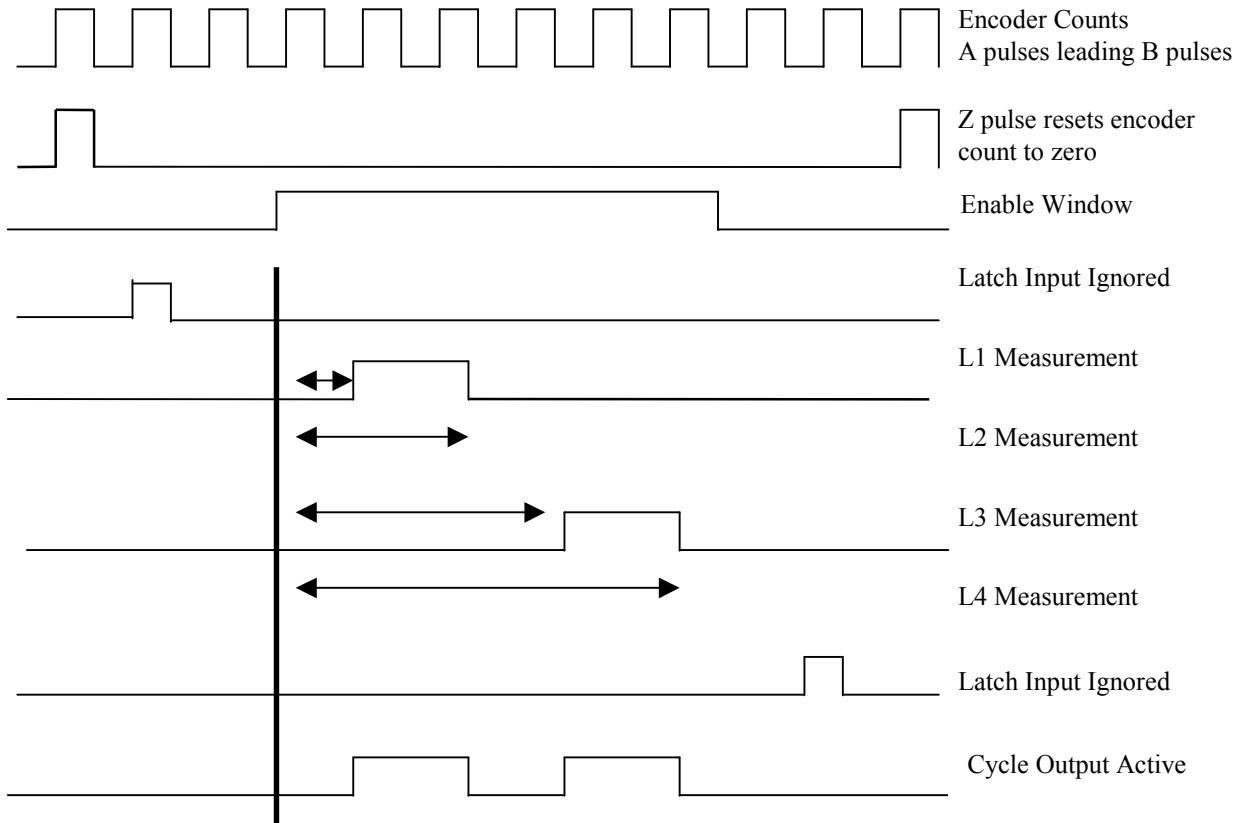 Encoder Counts
A pulses leading B pulses
Z pulse resets encoder
count to zero
Enable Window
Latch Input Ignored
L1 Measurement
L2 Measurement
L3 Measurement
L4 Measurement
Latch Input Ignored
Cycle Output Active